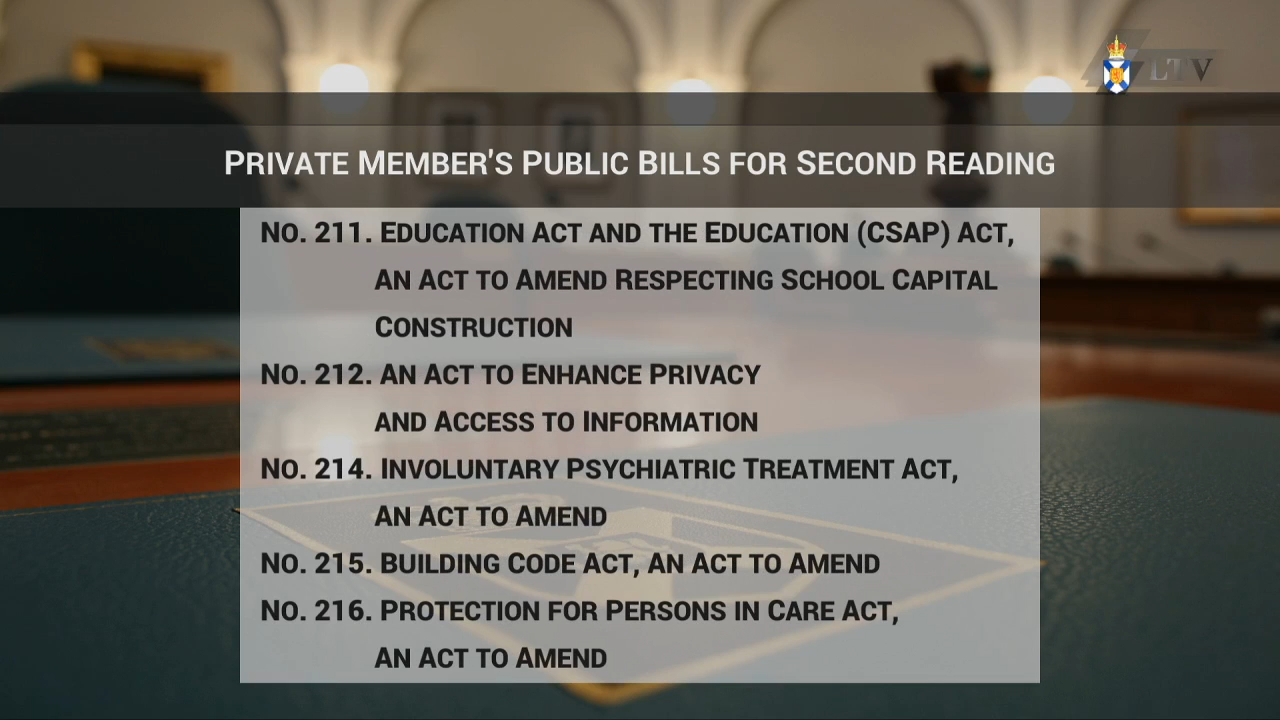 LTV
PRIVATE MEMBER'S PUBLIC BILLS FOR SECOND READING
NO. 211. EDUCATION ACT AND THE EDUCATION (CSAP) ACT,
AN ACT TO AMEND RESPECTING SCHOOL CAPITAL
CONSTRUCTION
NO. 212. AN ACT TO ENHANCE PRIVACY
AND ACCESS TO INFORMATION
NO. 214. INVOLUNTARY PSYCHIATRIC TREATMENT ACT,
AN ACT TO AMEND
NO. 215. BUILDING CODE ACT, AN ACT TO AMEND
NO. 216. PROTECTION FOR PERSONS IN CARE ACT,
AN ACT TO AMEND